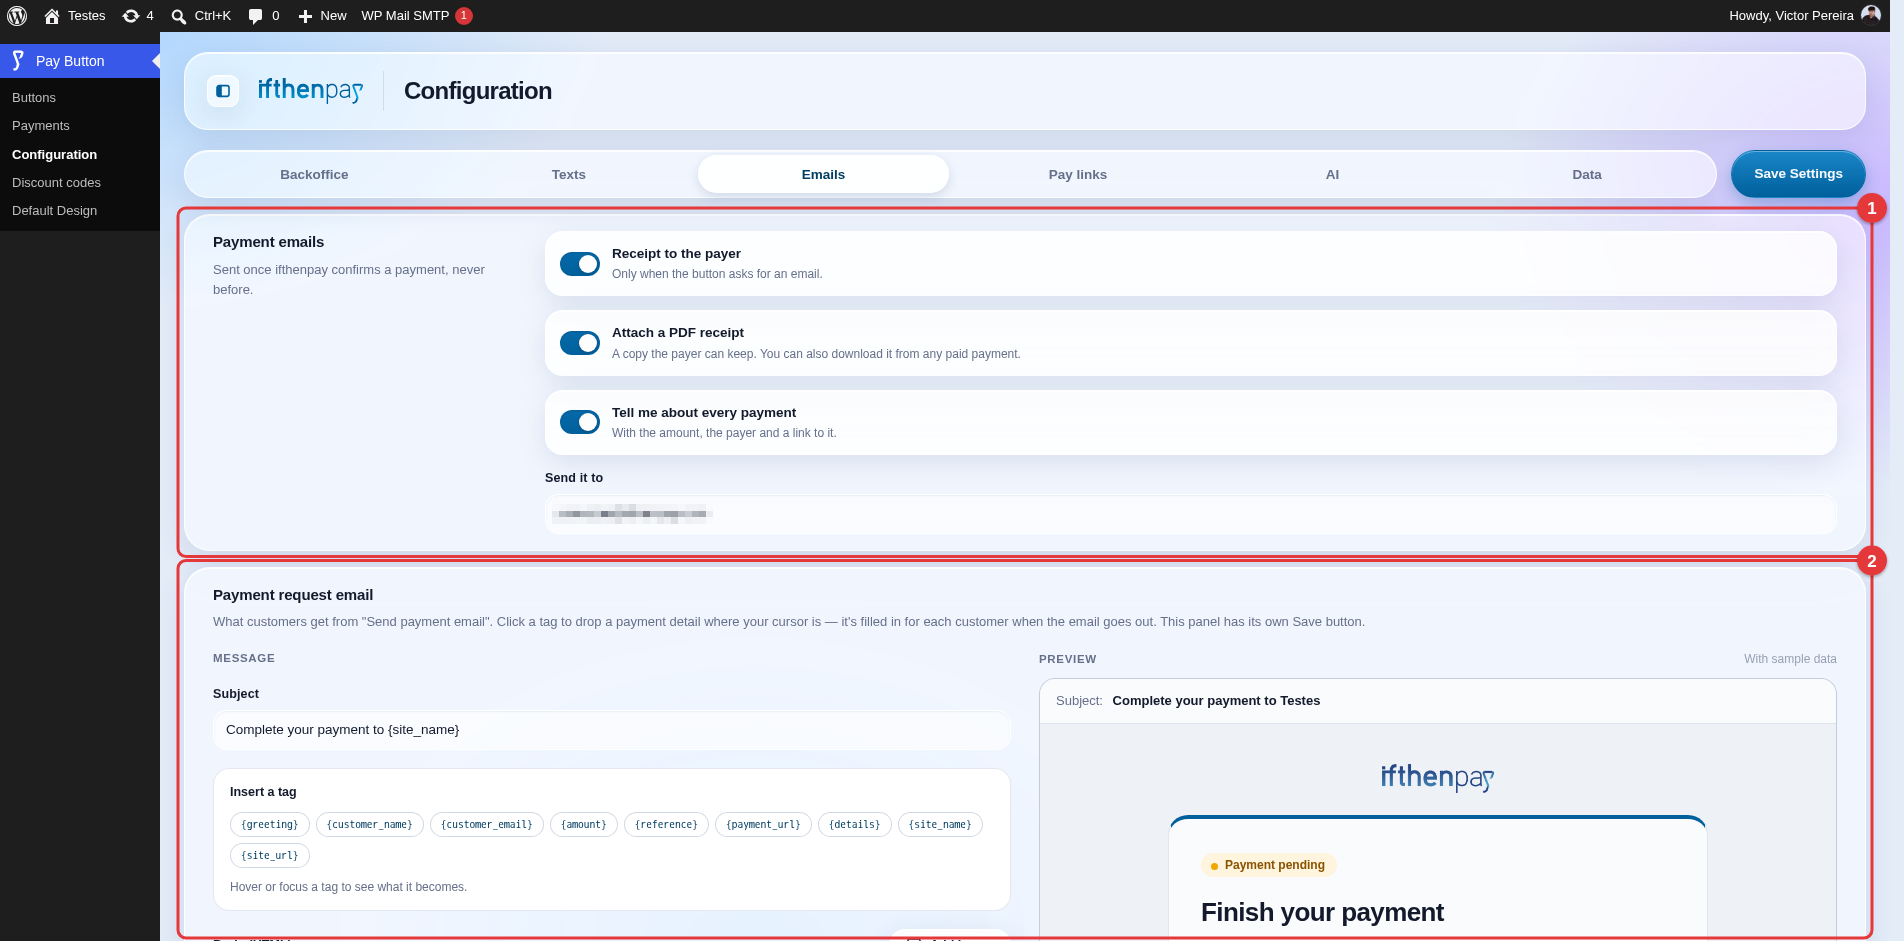 Testes 4 Ctrl+K 0 New WP Mail SMTP 1 Howdy, Victor Pereira
Pay Button
Buttons
Payments
Configuration
Discount codes
Default Design
ifthenpay Configuration
Backoffice Texts Emails Pay links AI Data Save Settings
1
Payment emails
Sent once ifthenpay confirms a payment, never
before.
Receipt to the payer
Only when the button asks for an email.
Attach a PDF receipt
A copy the payer can keep. You can also download it from any paid payment.
Tell me about every payment
With the amount, the payer and a link to it.
Send it to
2
Payment request email
What customers get from "Send payment email". Click a tag to drop a payment detail where your cursor is — it's filled in for each customer when the email goes out. This panel has its own Save button.
MESSAGE
Subject
Complete your payment to {site_name}
Insert a tag
{greeting} {customer_name} {customer_email} {amount} {reference} {payment_url} {details} {site_name}
{site_url}
Hover or focus a tag to see what it becomes.
PREVIEW With sample data
Subject: Complete your payment to Testes
ifthenpay
Payment pending
Finish your payment